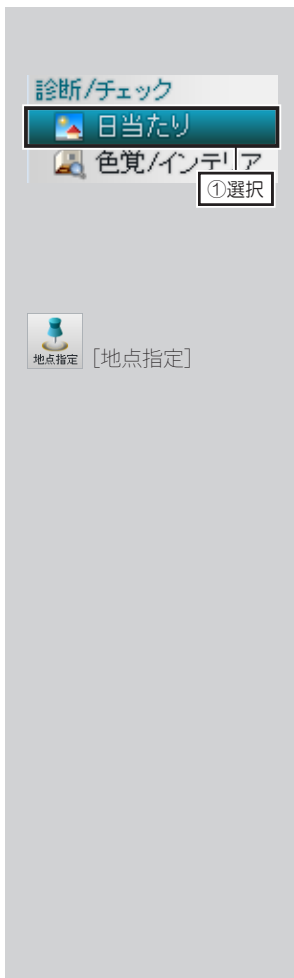 診断/チェック
日当たり
色覚/インテリア
①選択
地点指定 [地点指定]